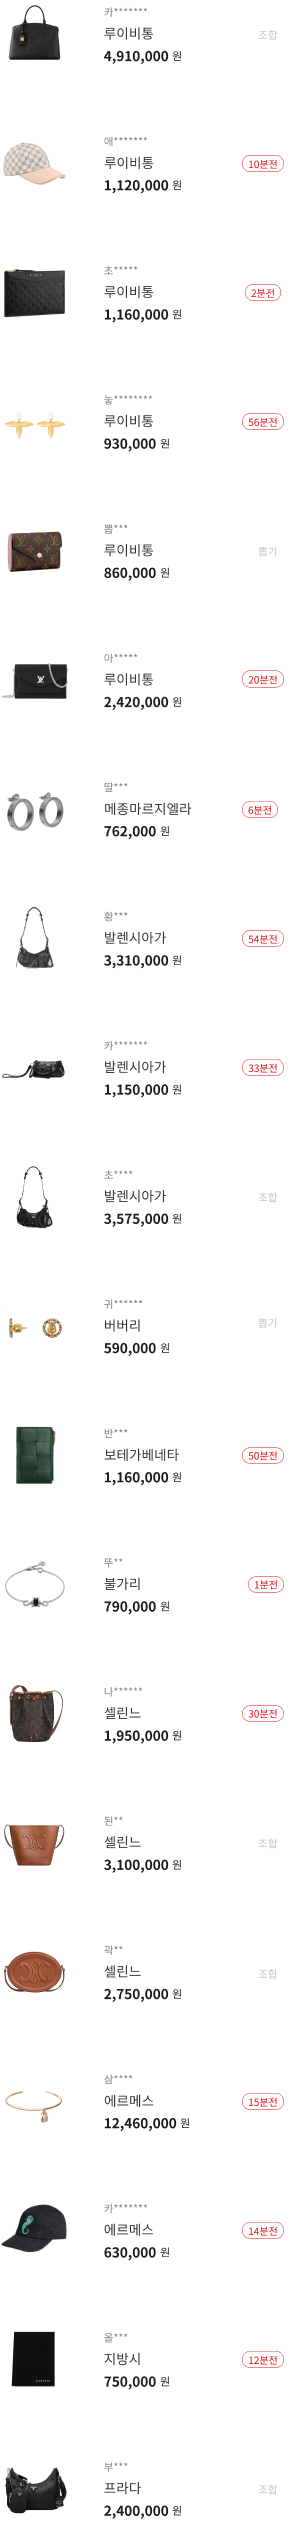 카*******
루이비통
조합
4,910,000 원
애*******
루이비통
10분전
1,120,000 원
초*****
루이비통
2분전
1,160,000 원
놓********
루이비통
56분전
930,000 원
뽑***
루이비통
뽑기
860,000 원
아*****
루이비통
20분전
2,420,000 원
딸***
메종마르지엘라
6분전
762,000 원
황***
발렌시아가
54분전
3,310,000 원
카*******
발렌시아가
33분전
1,150,000 원
초****
발렌시아가
조합
3,575,000 원
귀******
버버리
뽑기
590,000 원
반***
보테가베네타
50분전
1,160,000 원
뚜**
불가리
1분전
790,000 원
나******
셀린느
30분전
1,950,000 원
된**
셀린느
조합
3,100,000 원
곽**
셀린느
조합
2,750,000 원
삼****
에르메스
15분전
12,460,000 원
카*******
에르메스
14분전
630,000 원
올***
지방시
12분전
750,000 원
부***
프라다
조합
2,400,000 원